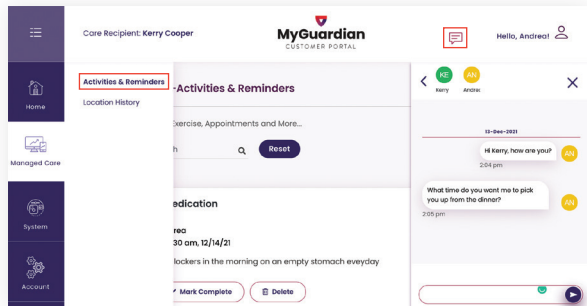 Care Recipient: Kerry Cooper
MyGuardian
CUSTOMER PORTAL
Hello, Andrea!
Home
Managed Care
System
Account
Activities & Reminders
Location History
-Activities & Reminders
Exercise, Appointments and More...
h
Reset
edication
rea
30 am, 12/14/21
lockers in the morning on an empty stomach eveyday
Mark Complete
Delete
KE
AN
Kerry
Andrea
13-Dec-2021
Hi Kerry, how are you?
AN
2:04 pm
What time do you want me to pick
you up from the dinner?
AN
2:05 pm